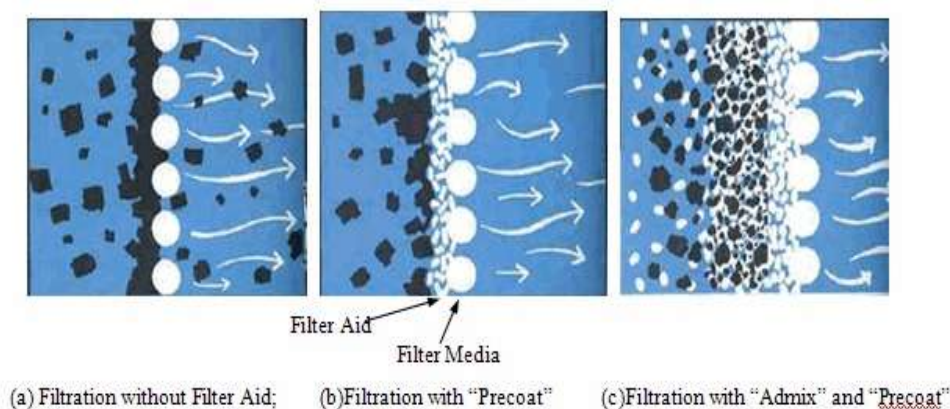 Filter Aid
Filter Media
(a) Filtration without Filter Aid; (b)Filtration with “Precoat” (c)Filtration with “Admix” and “Precoat”